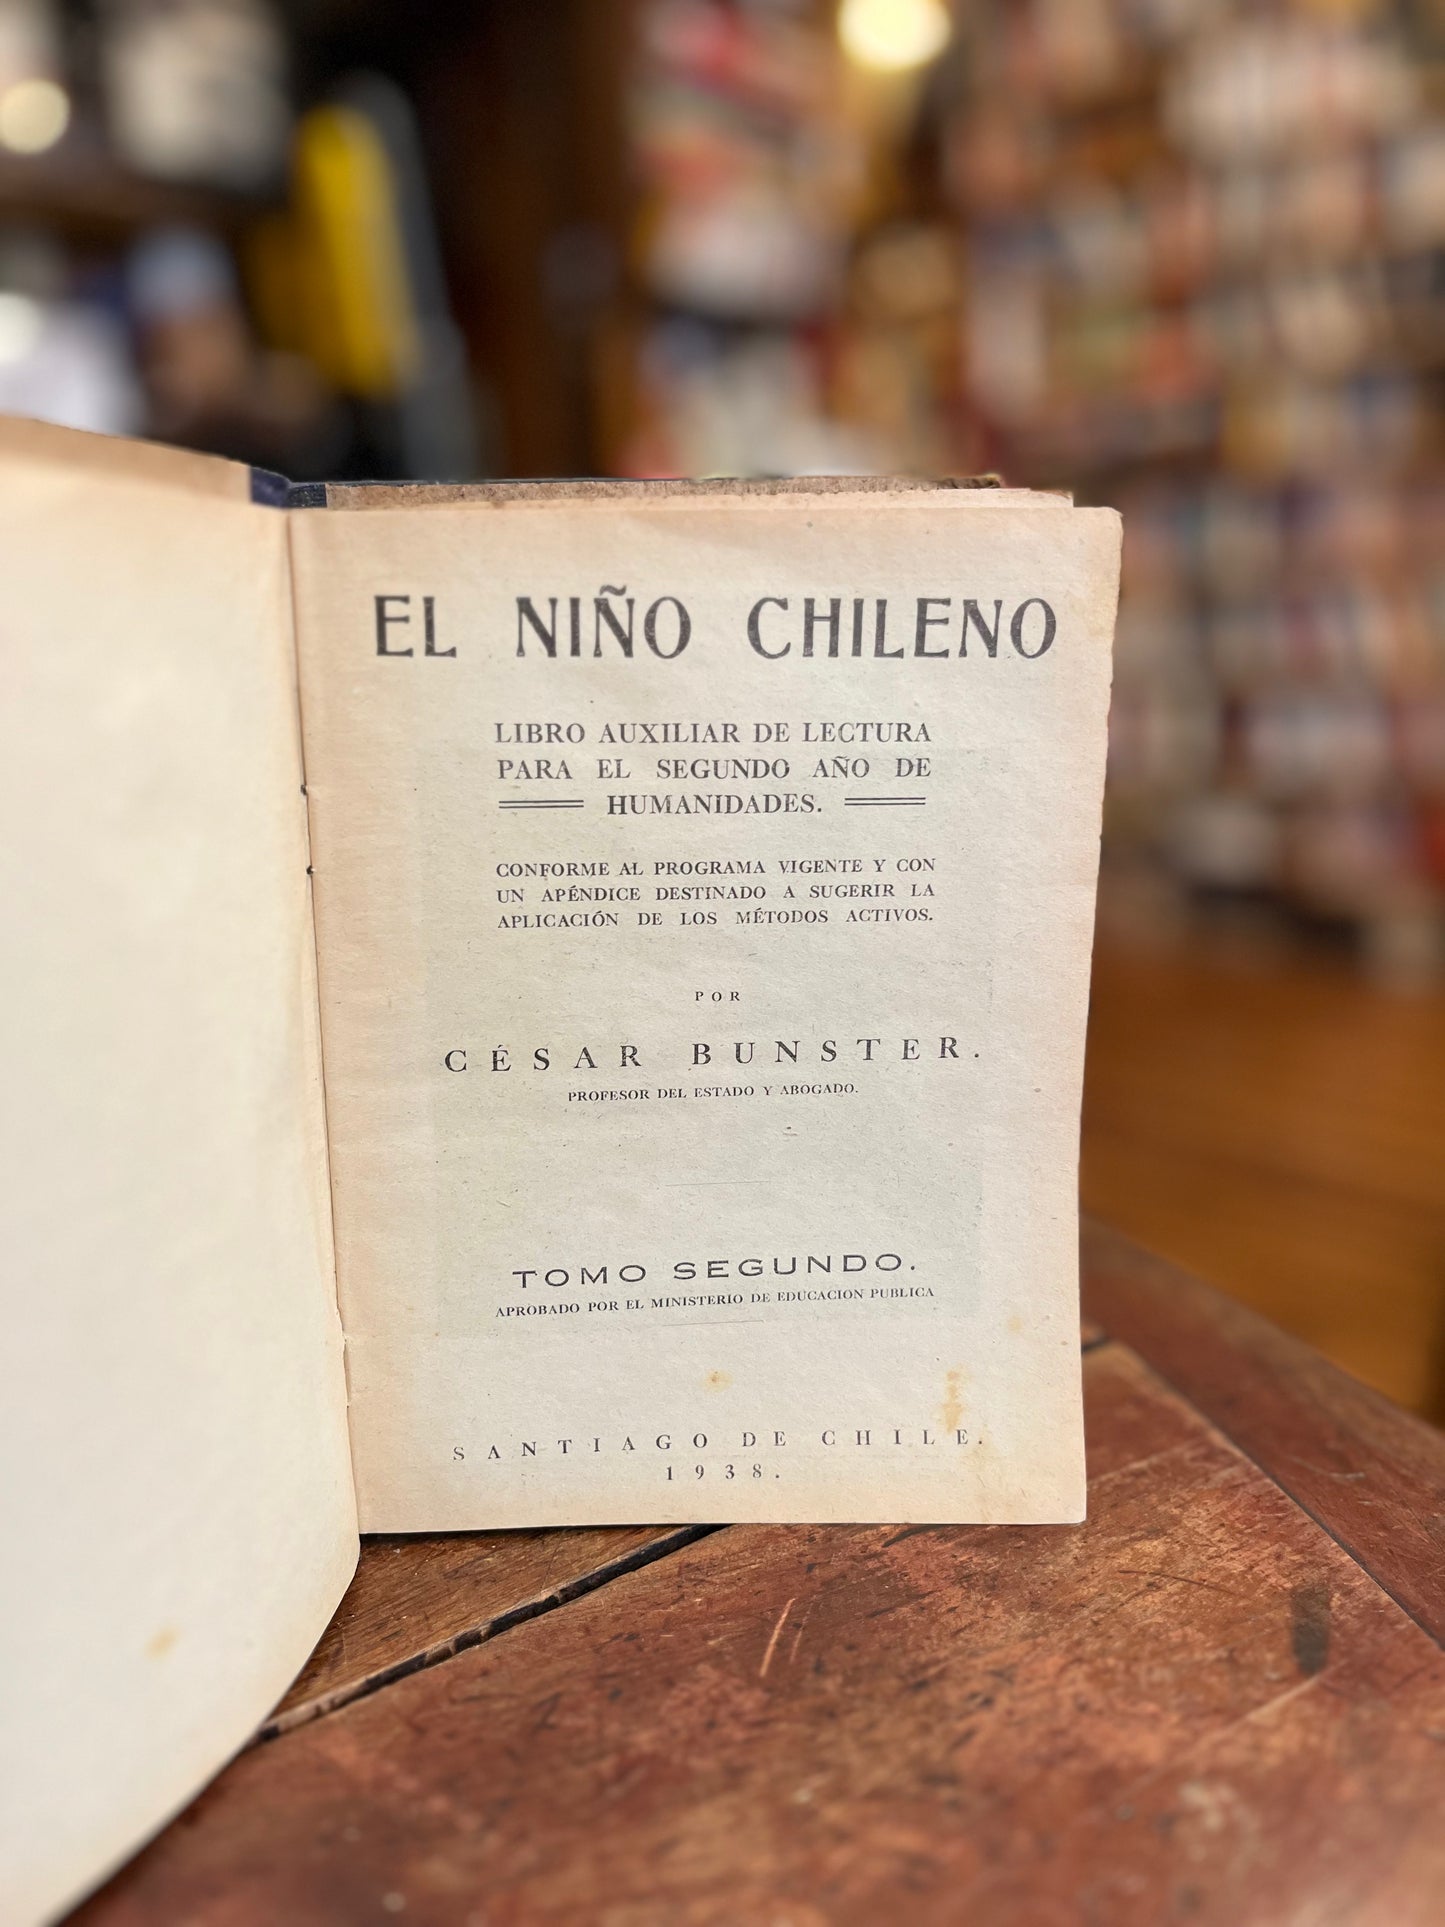 EL NIÑO CHILENO
LIBRO AUXILIAR DE LECTURA
PARA EL SEGUNDO AÑO DE
HUMANIDADES.
CONFORME AL PROGRAMA VIGENTE Y CON
UN APÉNDICE DESTINADO A SUGERIR LA
APLICACIÓN DE LOS MÉTODOS ACTIVOS.
POR
CÉSAR BUNSTER.
PROFESOR DEL ESTADO Y ABOGADO.
TOMO SEGUNDO.
APROBADO POR EL MINISTERIO DE EDUCACION PUBLICA
SANTIAGO DE CHILE.
1938.